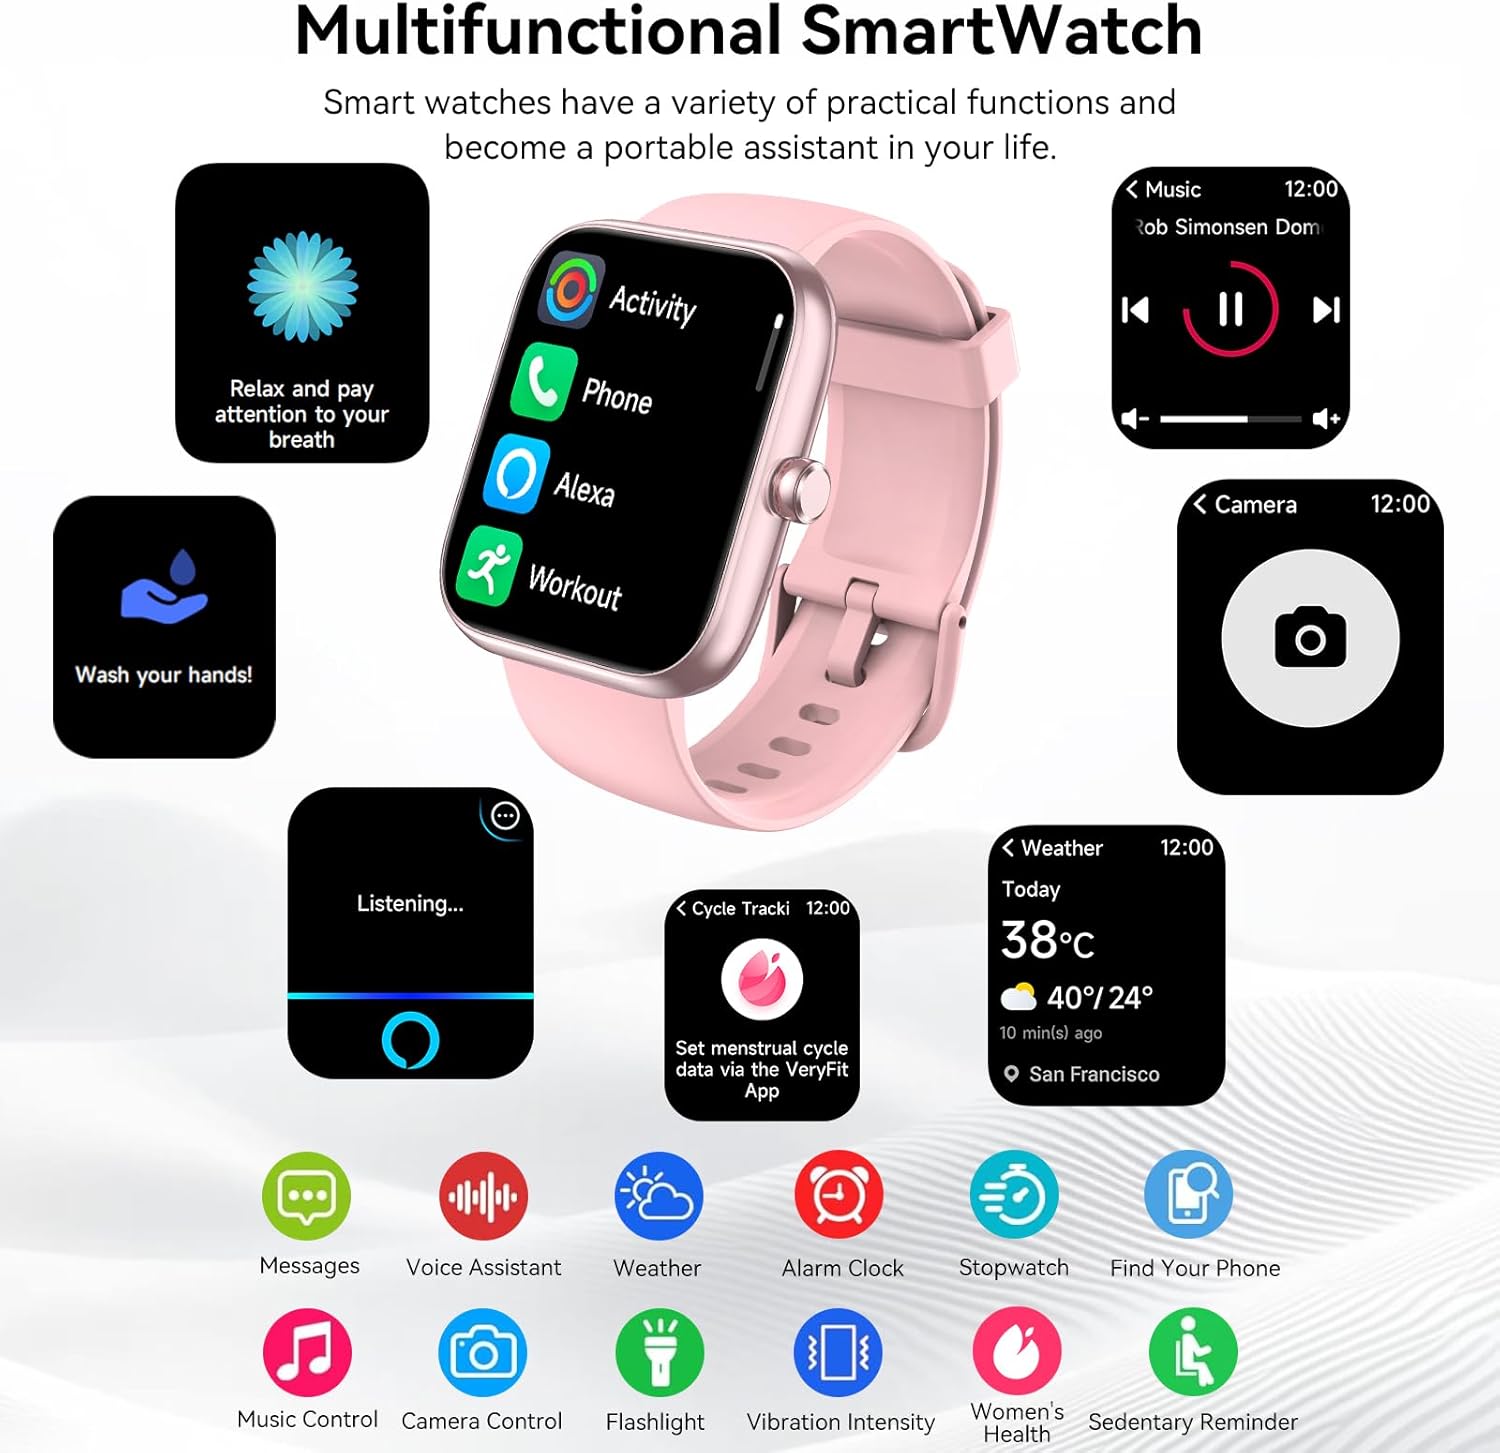 Multifunctional SmartWatch
Smart watches have a variety of practical functions and
become a portable assistant in your life.
Relax and pay
attention to your
breath
Activity
Phone
Alexa
Workout
Music 12:00
Rob Simonsen Dom
Wash your hands!
Camera 12:00
Listening...
Cycle Tracki 12:00
Set menstrual cycle
data via the VeryFit
App
Weather 12:00
Today
38°C
40°/24°
10 min(s) ago
San Francisco
Messages
Voice Assistant
Weather
Alarm Clock
Stopwatch
Find Your Phone
Music Control
Camera Control
Flashlight
Vibration Intensity
Women's
Health
Sedentary Reminder